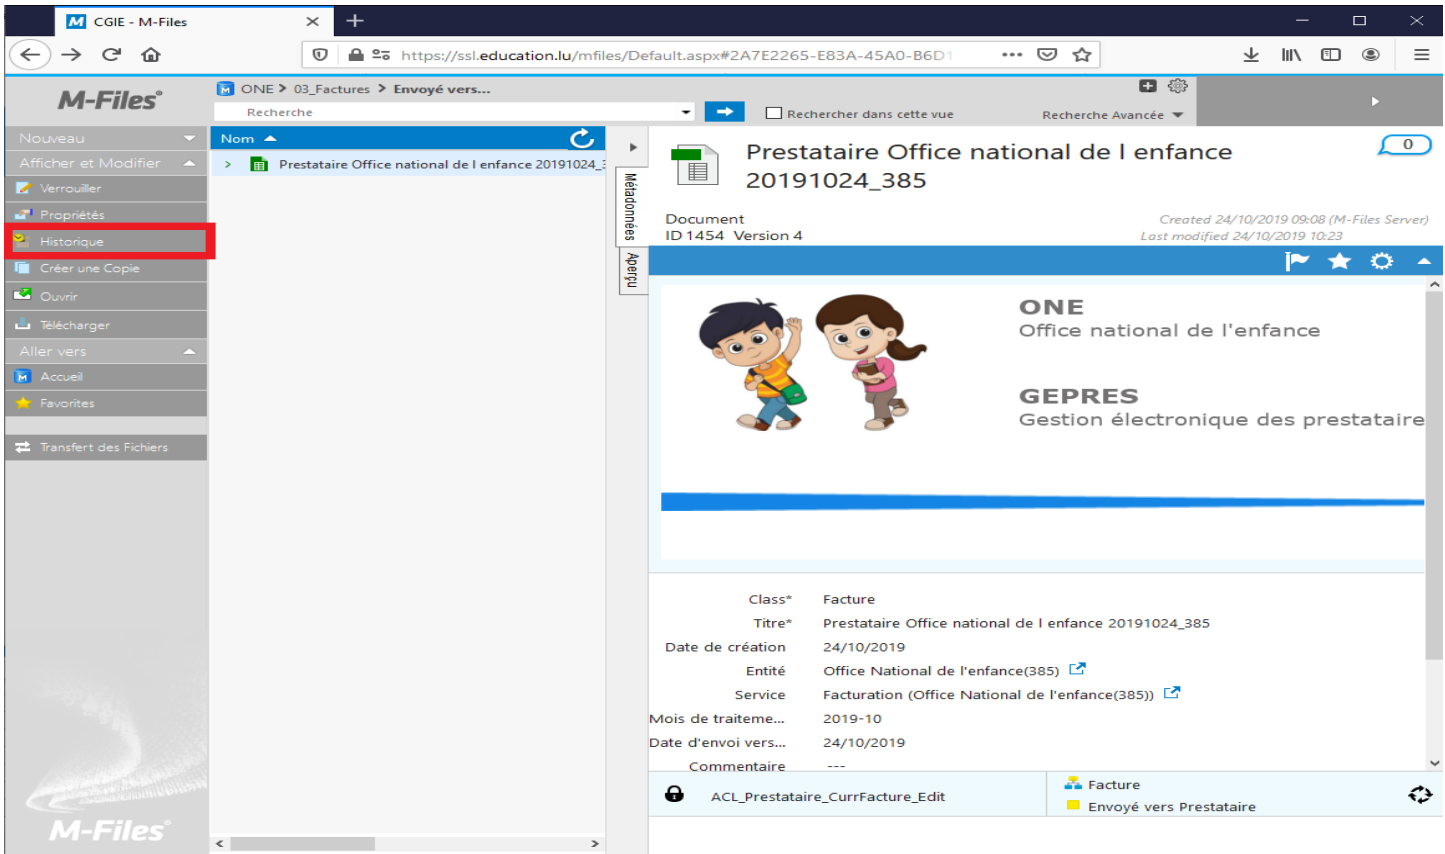 M CGIE - M-Files
https://ssl.education.lu/mfiles/Default.aspx#2A7E2265-E83A-45A0-B6D1
M-Files®
ONE > 03_Factures > Envoyé vers...
Recherche
Rechercher dans cette vue
Recherche Avancée
Nouveau
Afficher et Modifier
Verrouiller
Propriétés
Historique
Créer une Copie
Ouvrir
Télécharger
Aller vers
Accueil
Favorites
Transfert des Fichiers
M-Files®
Nom
Prestataire Office national de l enfance 20191024_3
Métadonnées
Aperçu
Prestataire Office national de l enfance
20191024_385
0
Document
ID 1454 Version 4
Created 24/10/2019 09:08 (M-Files Server)
Last modified 24/10/2019 10:23
ONE
Office national de l'enfance
GEPRES
Gestion électronique des prestataire
Class* Facture
Titre* Prestataire Office national de l enfance 20191024_385
Date de création 24/10/2019
Entité Office National de l'enfance(385)
Service Facturation (Office National de l'enfance(385))
Mois de traiteme... 2019-10
Date d'envoi vers... 24/10/2019
Commentaire ---
ACL_Prestataire_CurrFacture_Edit
Facture
Envoyé vers Prestataire